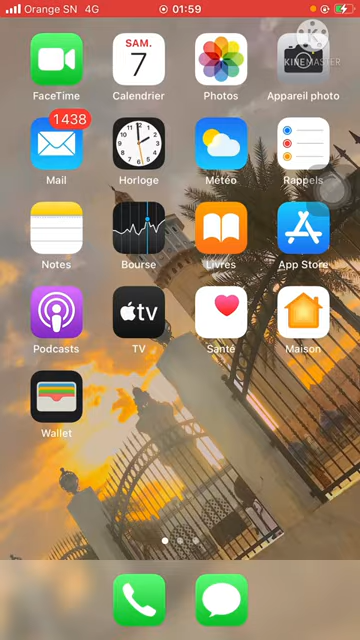 Orange SN 4G 01:59
KINEMASTER
SAM.
7
FaceTime Calendrier Photos Appareil photo
1438
12
Mail Horloge Météo Rappels
Notes Bourse Livres App Store
tv
Podcasts TV Santé Maison
Wallet